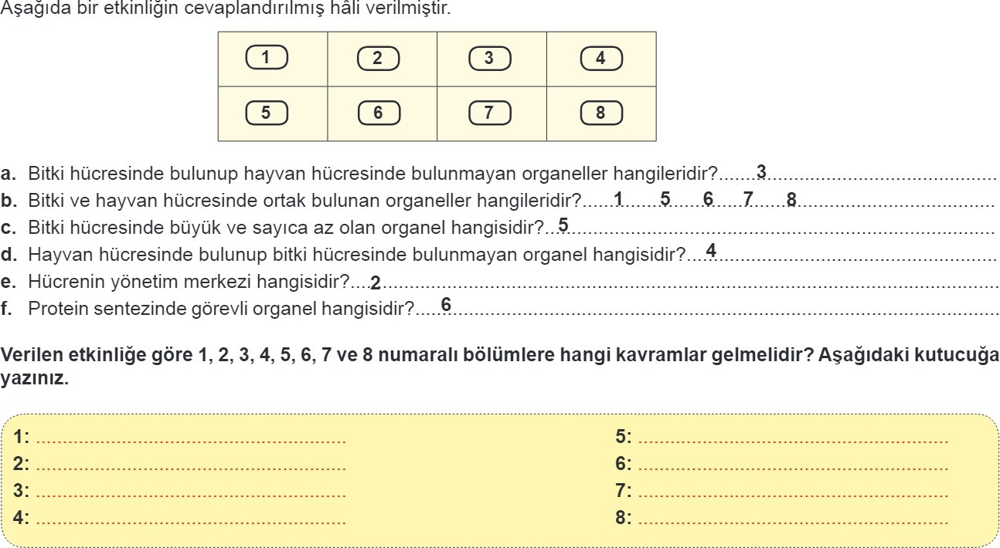 Aşağıda bir etkinliğin cevaplandırılmış hâli verilmiştir.
1 2 3 4
5 6 7 8
a. Bitki hücresinde bulunup hayvan hücresinde bulunmayan organeller hangileridir?.......3...........................................
b. Bitki ve hayvan hücresinde ortak bulunan organeller hangileridir?......1.......5.......6......7.......8.....................................
c. Bitki hücresinde büyük ve sayıca az olan organel hangisidir?..5................................................................................
d. Hayvan hücresinde bulunup bitki hücresinde bulunmayan organel hangisidir?....4.....................................................
e. Hücrenin yönetim merkezi hangisidir?....2...................................................................................................................
f. Protein sentezinde görevli organel hangisidir?.....6......................................................................................................
Verilen etkinliğe göre 1, 2, 3, 4, 5, 6, 7 ve 8 numaralı bölümlere hangi kavramlar gelmelidir? Aşağıdaki kutucuğa
yazınız.
1: ..........................................................
2: ..........................................................
3: ..........................................................
4: ..........................................................
5: ..........................................................
6: ..........................................................
7: ..........................................................
8: ..........................................................